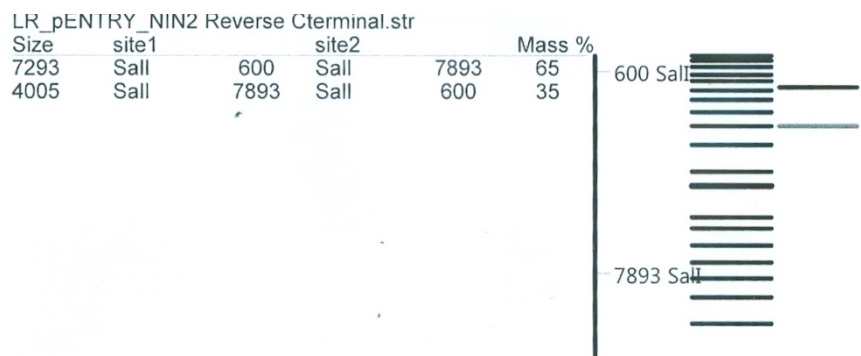 LR_pENTRY_NIN2 Reverse Cterminal.str
Size site1 site2 Mass %
7293 SalI 600 SalI 7893 65
4005 SalI 7893 SalI 600 35
600 SalI
7893 SalI